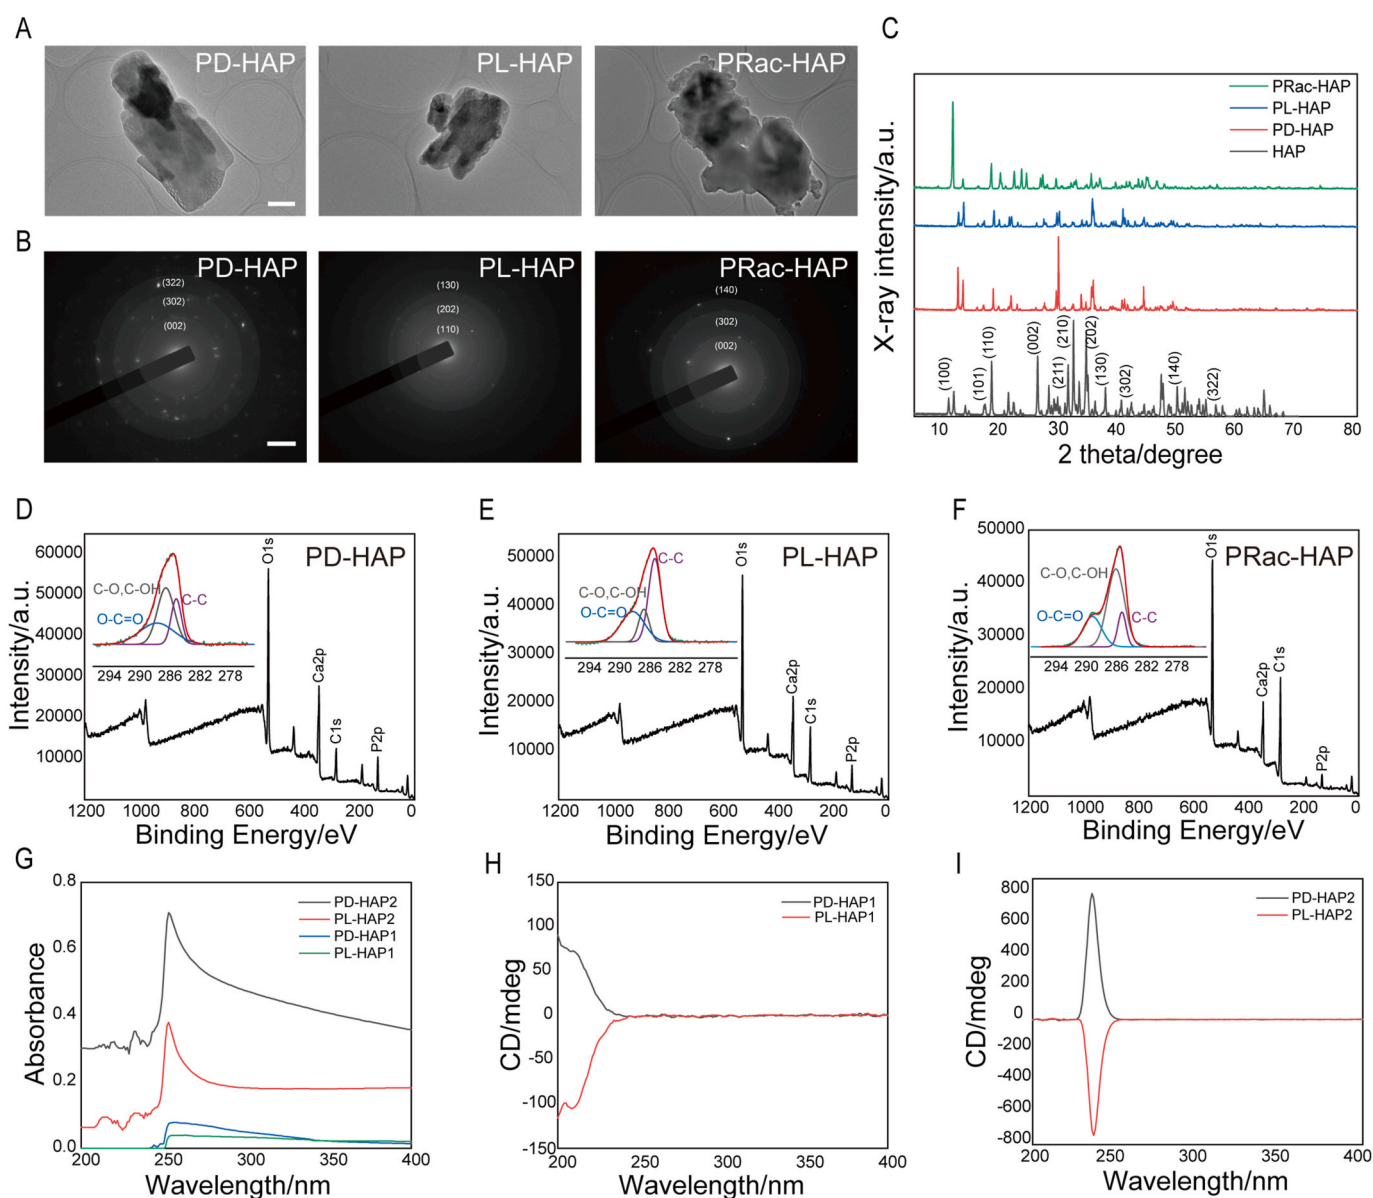 A
PD-HAP
PL-HAP
PRac-HAP
B
PD-HAP
(322)
(302)
(002)
PL-HAP
(130)
(202)
(110)
PRac-HAP
(140)
(302)
(002)
C
X-ray intensity/a.u.
PRac-HAP
PL-HAP
PD-HAP
HAP
(100)
(101)
(110)
(002)
(211)
(210)
(202)
(130)
(302)
(140)
(322)
10 20 30 40 50 60 70 80
2 theta/degree
D
PD-HAP
Intensity/a.u.
60000
50000
40000
30000
20000
10000
C-O,C-OH
C-C
O-C=O
294 290 286 282 278
O1s
Ca2p
C1s
P2p
1200 1000 800 600 400 200 0
Binding Energy/eV
E
PL-HAP
Intensity/a.u.
50000
40000
30000
20000
10000
C-C
C-O,C-OH
O-C=O
294 290 286 282 278
O1s
Ca2p
C1s
P2p
1200 1000 800 600 400 200 0
Binding Energy/eV
F
PRac-HAP
Intensity/a.u.
50000
40000
30000
20000
10000
C-O,C-OH
O-C=O
C-C
294 290 286 282 278
O1s
Ca2p
C1s
P2p
1200 1000 800 600 400 200 0
Binding Energy/eV
G
Absorbance
0.8
0.6
0.4
0.2
0.0
PD-HAP2
PL-HAP2
PD-HAP1
PL-HAP1
200 250 300 350 400
Wavelength/nm
H
CD/mdeg
150
100
50
0
-50
-100
-150
PD-HAP1
PL-HAP1
200 250 300 350 400
Wavelength/nm
I
CD/mdeg
800
600
400
200
0
-200
-400
-600
-800
PD-HAP2
PL-HAP2
200 250 300 350 400
Wavelength/nm